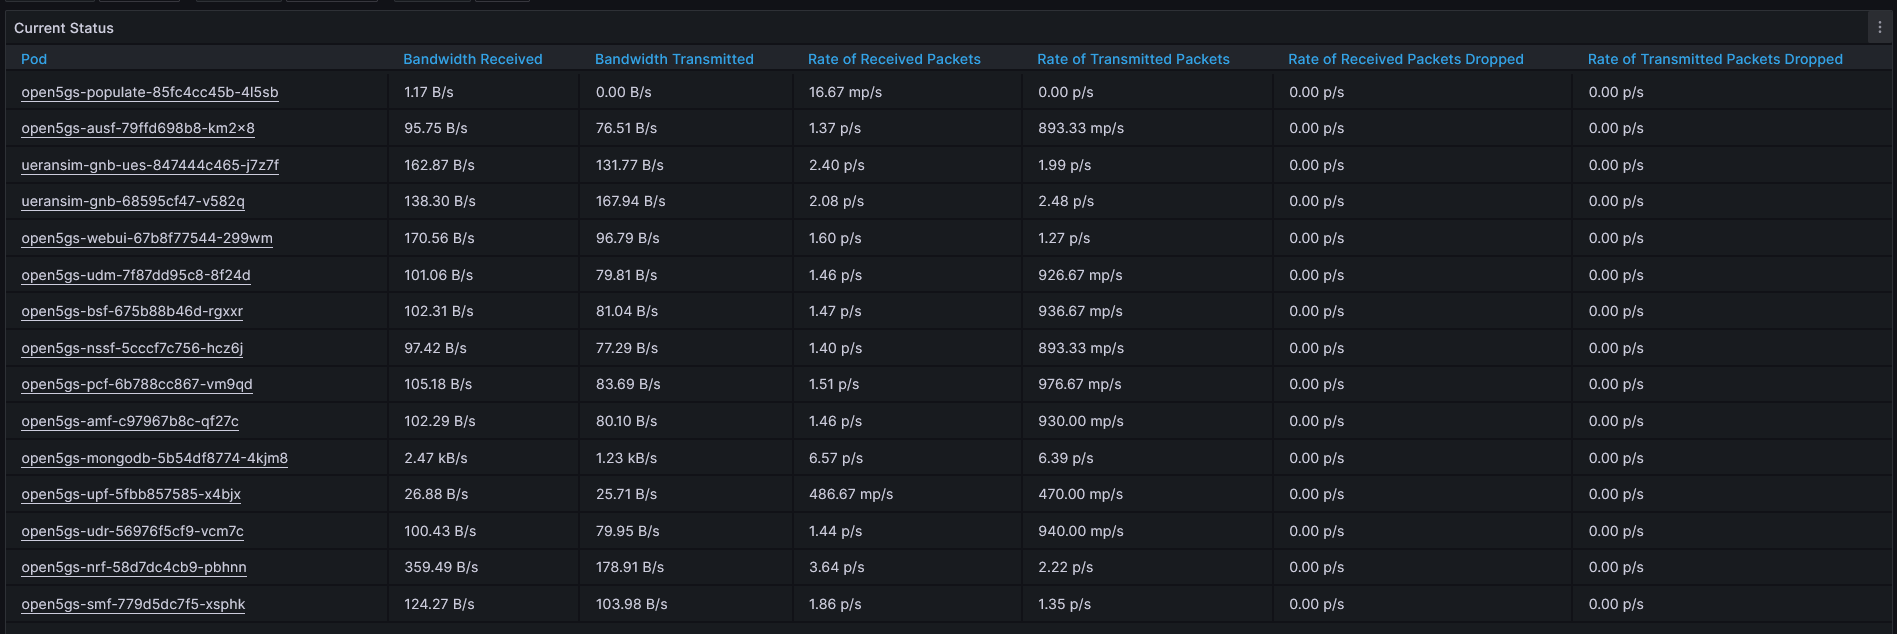 Current Status
Pod Bandwidth Received Bandwidth Transmitted Rate of Received Packets Rate of Transmitted Packets Rate of Received Packets Dropped Rate of Transmitted Packets Dropped
open5gs-populate-85fc4cc45b-4l5sb 1.17 B/s 0.00 B/s 16.67 mp/s 0.00 p/s 0.00 p/s 0.00 p/s
open5gs-ausf-79ffd698b8-km2×8 95.75 B/s 76.51 B/s 1.37 p/s 893.33 mp/s 0.00 p/s 0.00 p/s
ueransim-gnb-ues-847444c465-j7z7f 162.87 B/s 131.77 B/s 2.40 p/s 1.99 p/s 0.00 p/s 0.00 p/s
ueransim-gnb-68595cf47-v582q 138.30 B/s 167.94 B/s 2.08 p/s 2.48 p/s 0.00 p/s 0.00 p/s
open5gs-webui-67b8f77544-299wm 170.56 B/s 96.79 B/s 1.60 p/s 1.27 p/s 0.00 p/s 0.00 p/s
open5gs-udm-7f87dd95c8-8f24d 101.06 B/s 79.81 B/s 1.46 p/s 926.67 mp/s 0.00 p/s 0.00 p/s
open5gs-bsf-675b88b46d-rgxxr 102.31 B/s 81.04 B/s 1.47 p/s 936.67 mp/s 0.00 p/s 0.00 p/s
open5gs-nssf-5cccf7c756-hcz6j 97.42 B/s 77.29 B/s 1.40 p/s 893.33 mp/s 0.00 p/s 0.00 p/s
open5gs-pcf-6b788cc867-vm9qd 105.18 B/s 83.69 B/s 1.51 p/s 976.67 mp/s 0.00 p/s 0.00 p/s
open5gs-amf-c97967b8c-qf27c 102.29 B/s 80.10 B/s 1.46 p/s 930.00 mp/s 0.00 p/s 0.00 p/s
open5gs-mongodb-5b54df8774-4kjm8 2.47 kB/s 1.23 kB/s 6.57 p/s 6.39 p/s 0.00 p/s 0.00 p/s
open5gs-upf-5fbb857585-x4bjx 26.88 B/s 25.71 B/s 486.67 mp/s 470.00 mp/s 0.00 p/s 0.00 p/s
open5gs-udr-56976f5cf9-vcm7c 100.43 B/s 79.95 B/s 1.44 p/s 940.00 mp/s 0.00 p/s 0.00 p/s
open5gs-nrf-58d7dc4cb9-pbhnn 359.49 B/s 178.91 B/s 3.64 p/s 2.22 p/s 0.00 p/s 0.00 p/s
open5gs-smf-779d5dc7f5-xsphk 124.27 B/s 103.98 B/s 1.86 p/s 1.35 p/s 0.00 p/s 0.00 p/s